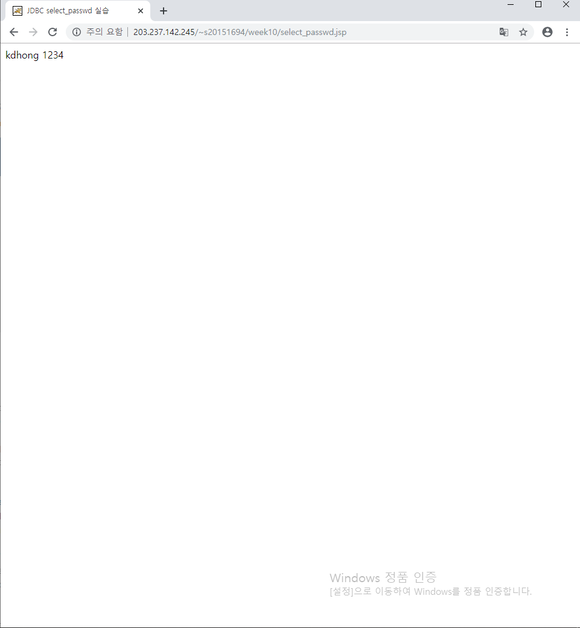 JDBC select_passwd 실습
주의 요함 203.237.142.245/~s20151694/week10/select_passwd.jsp
kdhong 1234
Windows 정품 인증
[설정]으로 이동하여 Windows를 정품 인증합니다.